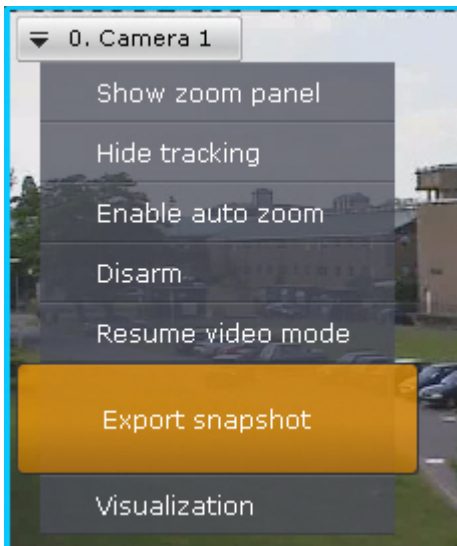 0. Camera 1
Show zoom panel
Hide tracking
Enable auto zoom
Disarm
Resume video mode
Export snapshot
Visualization